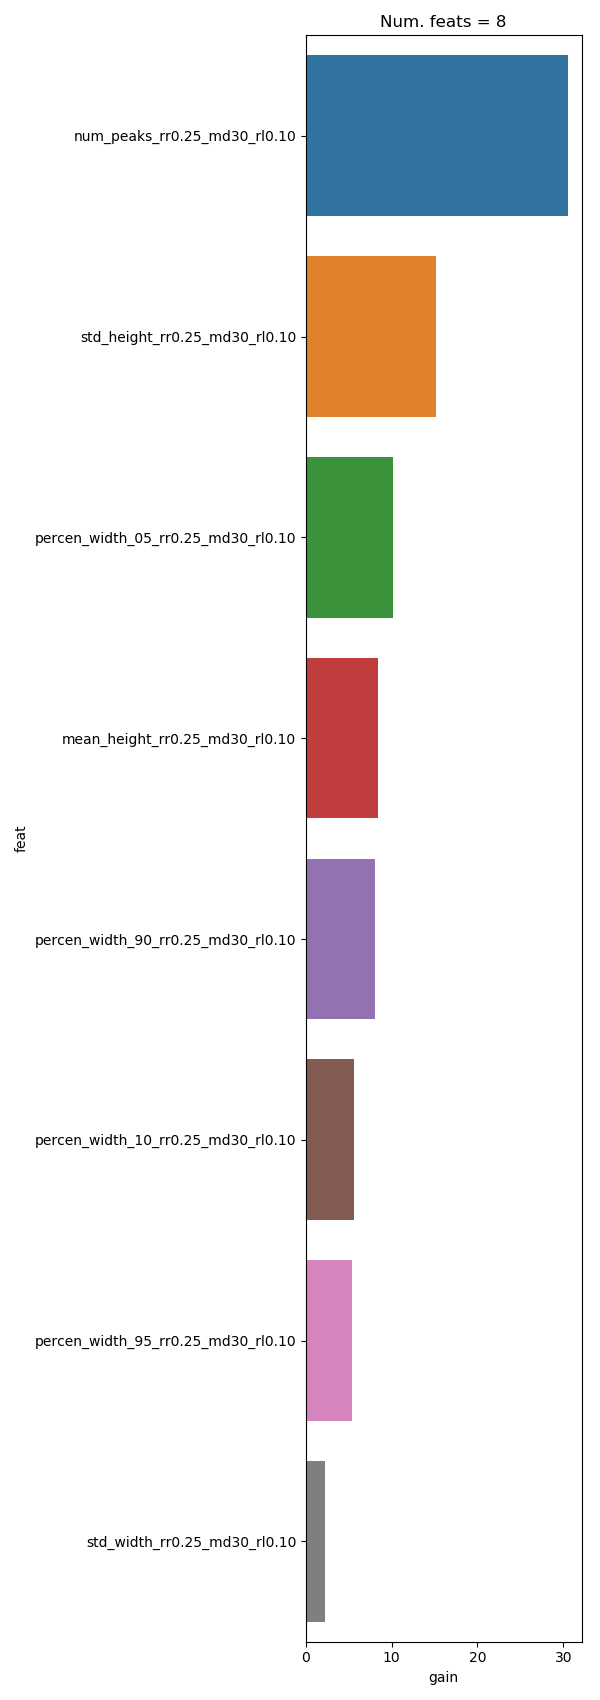 Num. feats = 8
num_peaks_rr0.25_md30_rl0.10
std_height_rr0.25_md30_rl0.10
percen_width_05_rr0.25_md30_rl0.10
mean_height_rr0.25_md30_rl0.10
feat
percen_width_90_rr0.25_md30_rl0.10
percen_width_10_rr0.25_md30_rl0.10
percen_width_95_rr0.25_md30_rl0.10
std_width_rr0.25_md30_rl0.10
0 10 20 30
gain